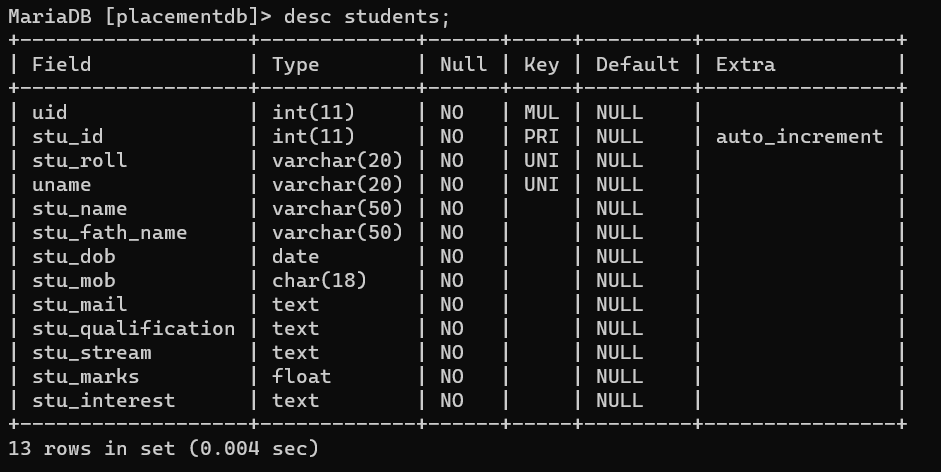 MariaDB [placementdb]> desc students;
+-------------------+-------------+------+-----+---------+----------------+
| Field             | Type        | Null | Key | Default | Extra          |
+-------------------+-------------+------+-----+---------+----------------+
| uid               | int(11)     | NO   | MUL | NULL    |                |
| stu_id            | int(11)     | NO   | PRI | NULL    | auto_increment |
| stu_roll          | varchar(20) | NO   | UNI | NULL    |                |
| uname             | varchar(20) | NO   | UNI | NULL    |                |
| stu_name          | varchar(50) | NO   |     | NULL    |                |
| stu_fath_name     | varchar(50) | NO   |     | NULL    |                |
| stu_dob           | date        | NO   |     | NULL    |                |
| stu_mob           | char(18)    | NO   |     | NULL    |                |
| stu_mail          | text        | NO   |     | NULL    |                |
| stu_qualification | text        | NO   |     | NULL    |                |
| stu_stream        | text        | NO   |     | NULL    |                |
| stu_marks         | float       | NO   |     | NULL    |                |
| stu_interest      | text        | NO   |     | NULL    |                |
+-------------------+-------------+------+-----+---------+----------------+
13 rows in set (0.004 sec)